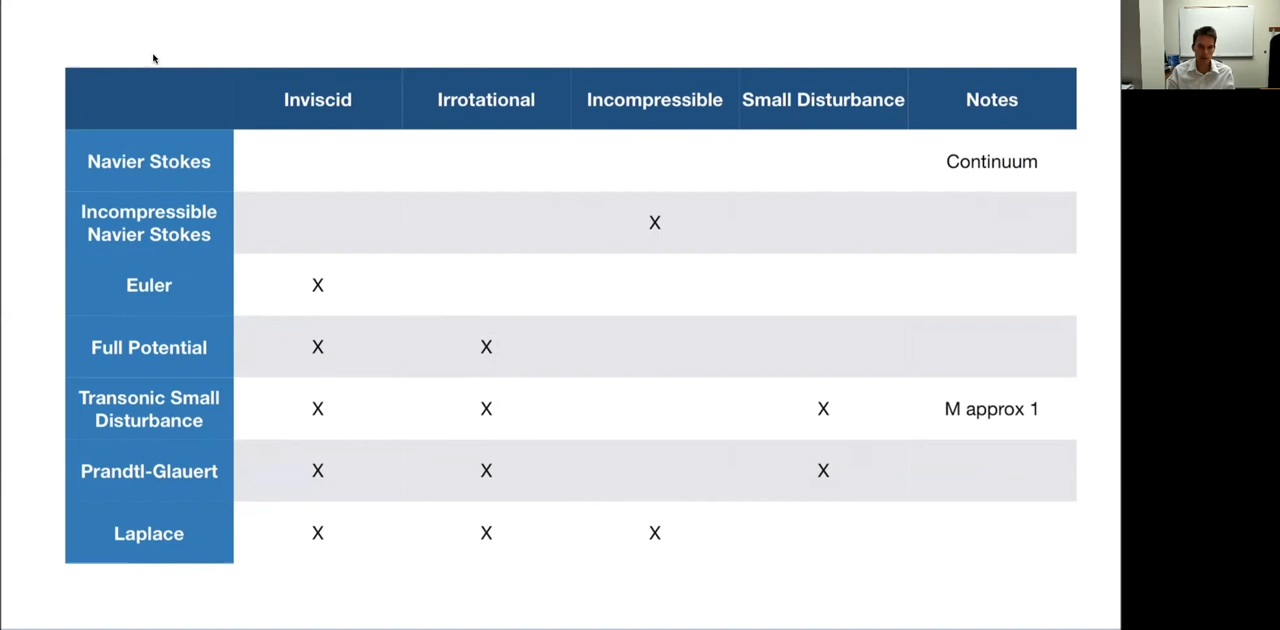 Inviscid Irrotational Incompressible Small Disturbance Notes
Navier Stokes Continuum
Incompressible
Navier Stokes X
Euler X
Full Potential X X
Transonic Small
Disturbance X X X M approx 1
Prandtl-Glauert X X X
Laplace X X X